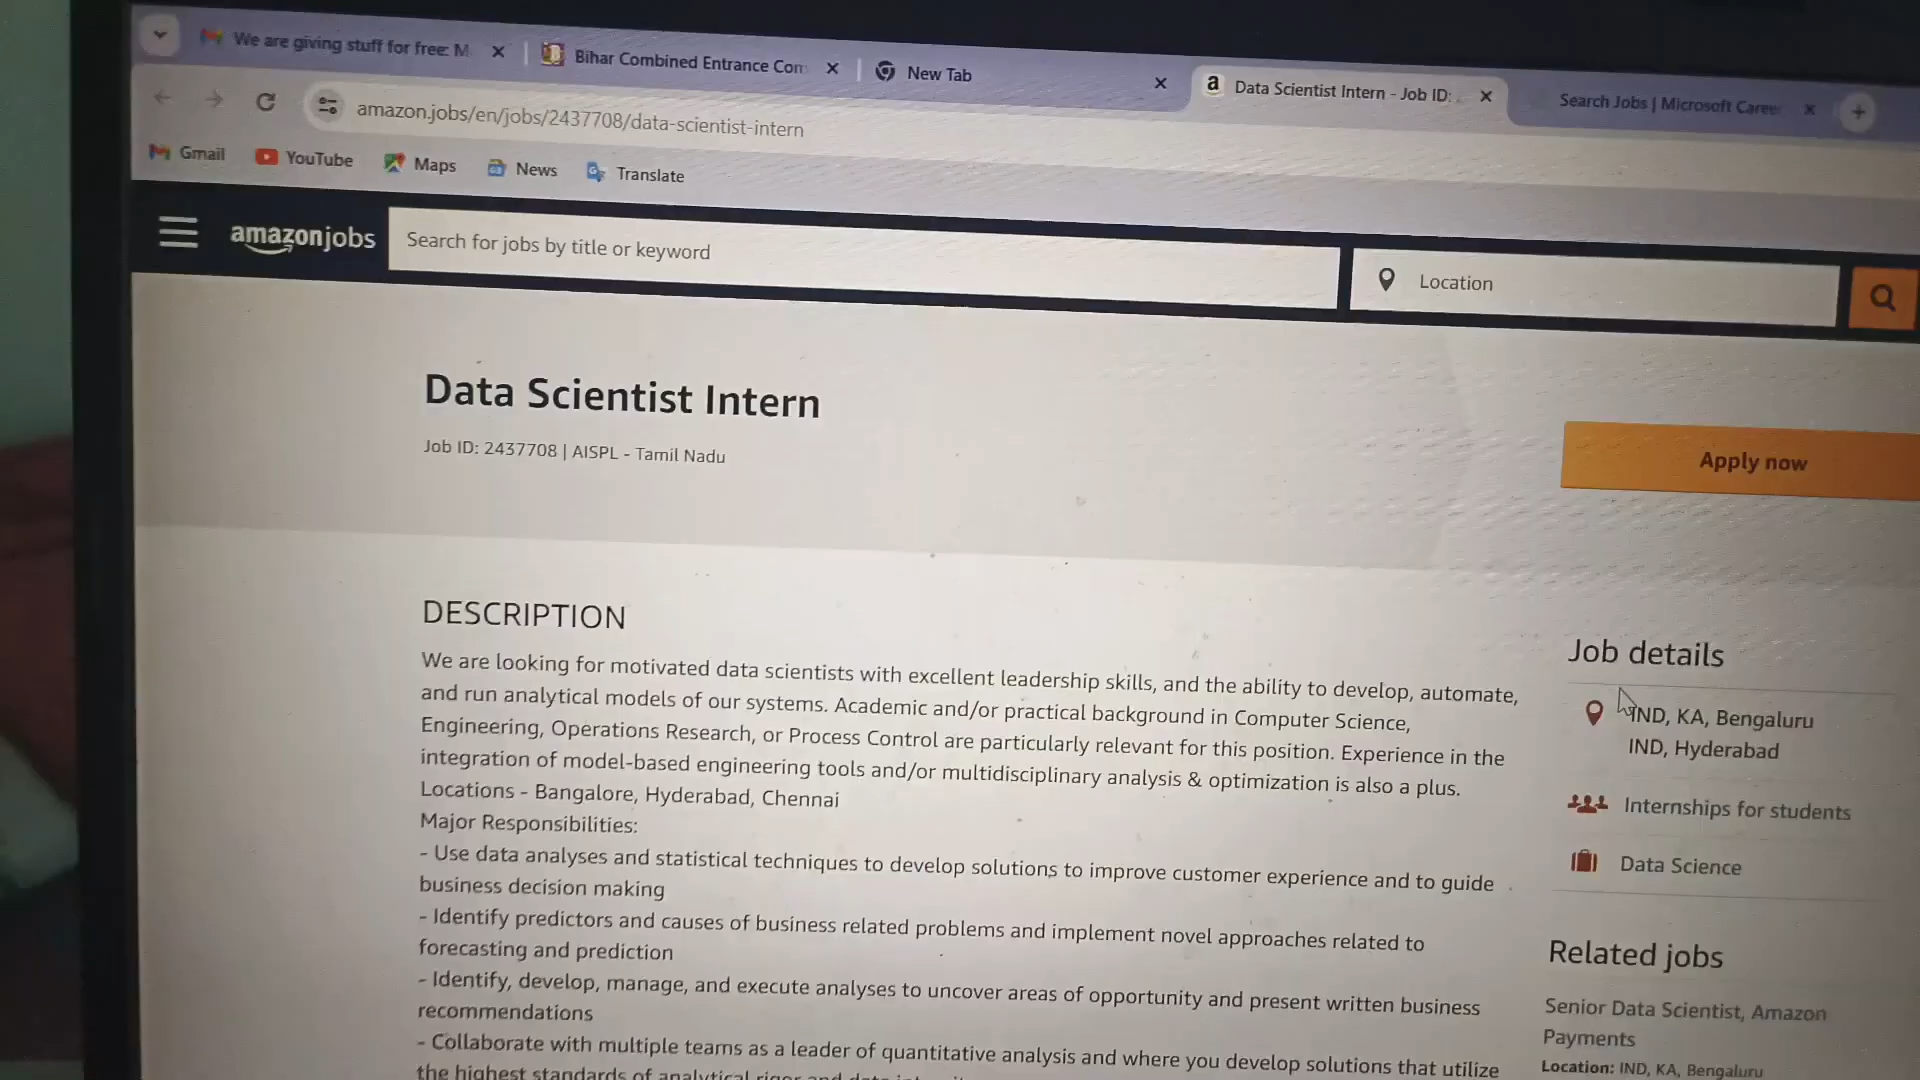 We are giving stuff for free: M
Bihar Combined Entrance Com
New Tab
Data Scientist Intern - Job ID:
Search Jobs | Microsoft Career
amazon.jobs/en/jobs/2437708/data-scientist-intern
Gmail
YouTube
Maps
News
Translate
amazonjobs
Search for jobs by title or keyword
Location
Data Scientist Intern
Job ID: 2437708 | AISPL - Tamil Nadu
Apply now
DESCRIPTION
We are looking for motivated data scientists with excellent leadership skills, and the ability to develop, automate,
and run analytical models of our systems. Academic and/or practical background in Computer Science,
Engineering, Operations Research, or Process Control are particularly relevant for this position. Experience in the
integration of model-based engineering tools and/or multidisciplinary analysis & optimization is also a plus.
Locations - Bangalore, Hyderabad, Chennai
Major Responsibilities:
- Use data analyses and statistical techniques to develop solutions to improve customer experience and to guide
business decision making
- Identify predictors and causes of business related problems and implement novel approaches related to
forecasting and prediction
- Identify, develop, manage, and execute analyses to uncover areas of opportunity and present written business
recommendations
- Collaborate with multiple teams as a leader of quantitative analysis and where you develop solutions that utilize
the highest standards of analytical rigor and
Job details
IND, KA, Bengaluru
IND, Hyderabad
Internships for students
Data Science
Related jobs
Senior Data Scientist, Amazon
Payments
Location: IND, KA, Bengaluru